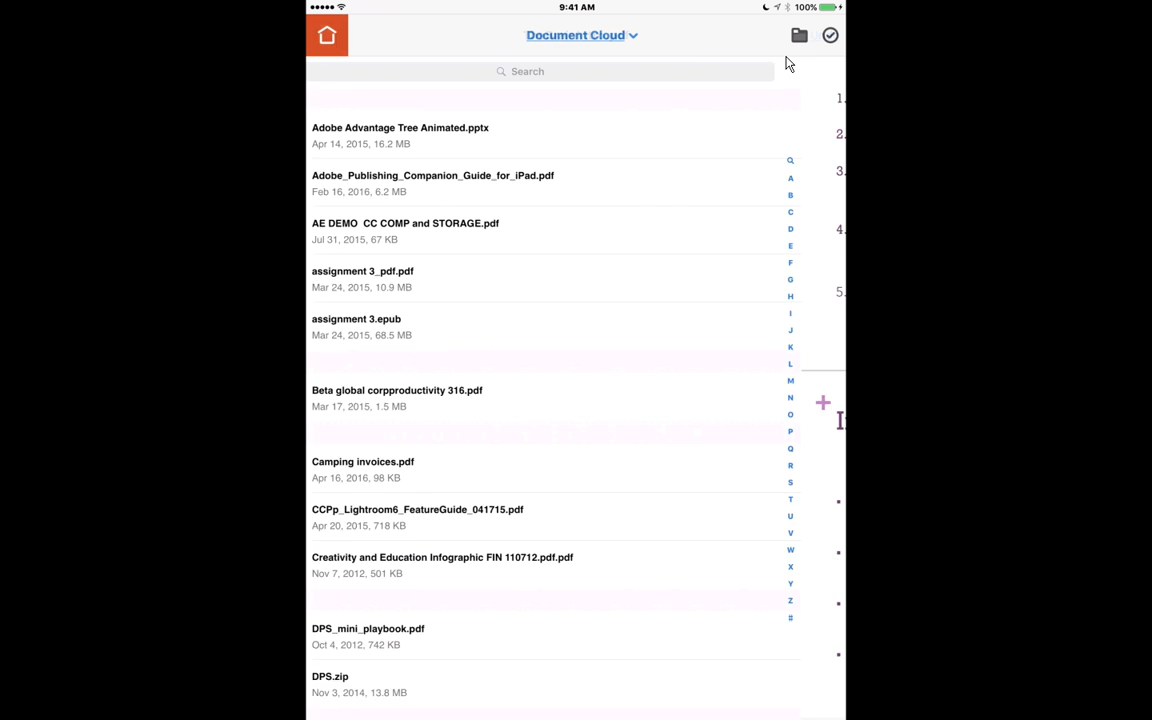 9:41 AM
100%
Document Cloud
Search
1.
Adobe Advantage Tree Animated.pptx
Apr 14, 2015, 16.2 MB
2.
Adobe_Publishing_Companion_Guide_for_iPad.pdf
Feb 16, 2016, 6.2 MB
3.
AE DEMO  CC COMP and STORAGE.pdf
Jul 31, 2015, 67 KB
4.
assignment 3_pdf.pdf
Mar 24, 2015, 10.9 MB
5.
assignment 3.epub
Mar 24, 2015, 68.5 MB
Beta global corpproductivity 316.pdf
Mar 17, 2015, 1.5 MB
Camping invoices.pdf
Apr 16, 2016, 98 KB
CCPp_Lightroom6_FeatureGuide_041715.pdf
Apr 20, 2015, 718 KB
Creativity and Education Infographic FIN 110712.pdf.pdf
Nov 7, 2012, 501 KB
DPS_mini_playbook.pdf
Oct 4, 2012, 742 KB
DPS.zip
Nov 3, 2014, 13.8 MB
A
B
C
D
E
F
G
H
I
J
K
L
M
N
O
P
Q
R
S
T
U
V
W
X
Y
Z
#